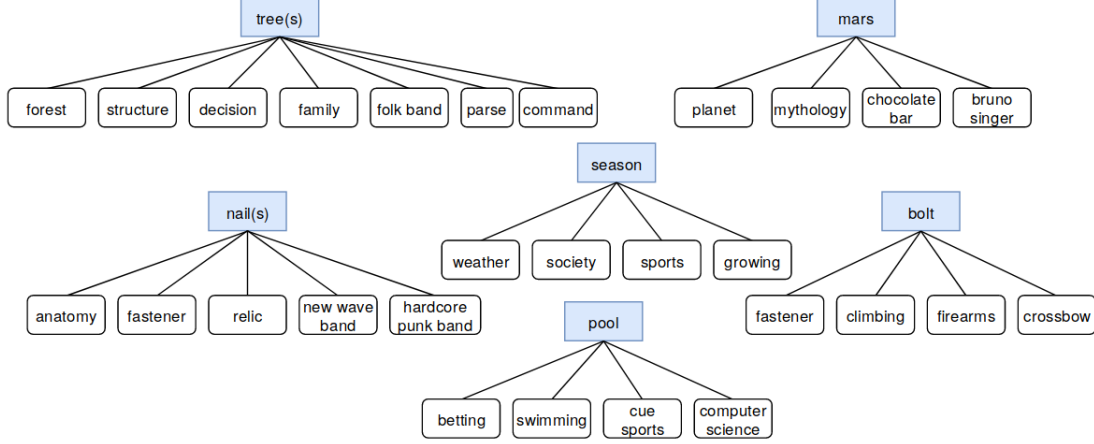 tree(s)
mars
forest
structure
decision
family
folk band
parse
command
planet
mythology
chocolate
bar
bruno
singer
season
nail(s)
bolt
weather
society
sports
growing
anatomy
fastener
relic
new wave
band
hardcore
punk band
fastener
climbing
firearms
crossbow
pool
betting
swimming
cue
sports
computer
science